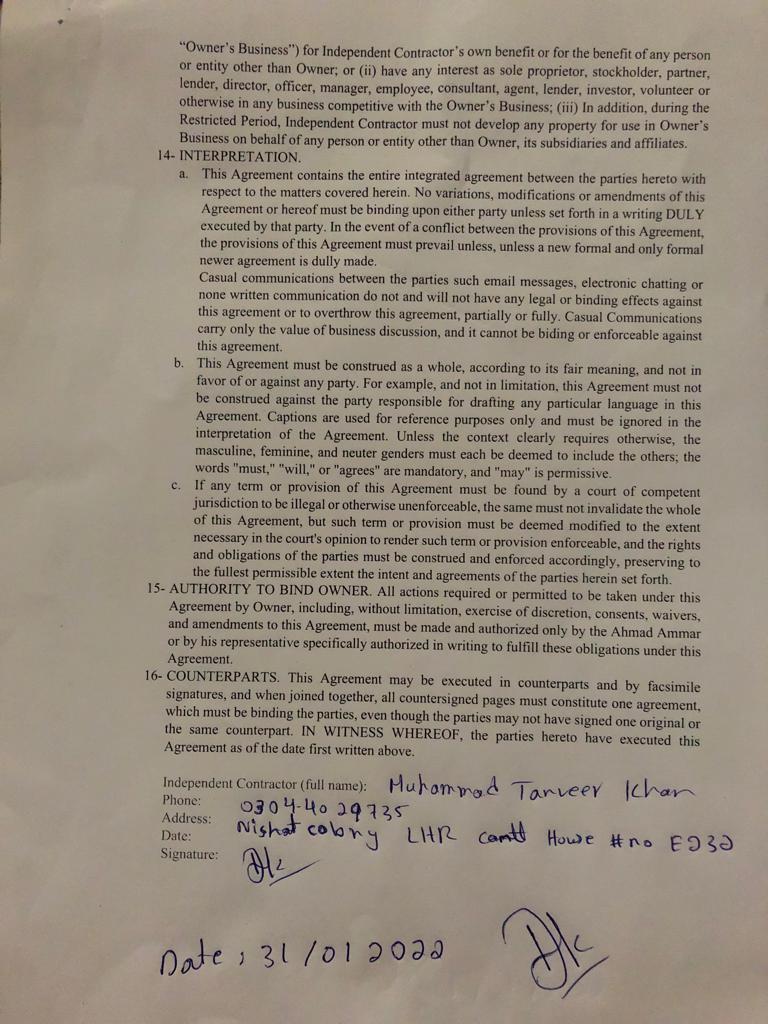 “Owner's Business”) for Independent Contractor's own benefit or for the benefit of any person
or entity other than Owner; or (ii) have any interest as sole proprietor, stockholder, partner,
lender, director, officer, manager, employee, consultant, agent, lender, investor, volunteer or
otherwise in any business competitive with the Owner's Business; (iii) In addition, during the
Restricted Period, Independent Contractor must not develop any property for use in Owner's
Business on behalf of any person or entity other than Owner, its subsidiaries and affiliates.
14- INTERPRETATION.
a. This Agreement contains the entire integrated agreement between the parties hereto with
respect to the matters covered herein. No variations, modifications or amendments of this
Agreement or hereof must be binding upon either party unless set forth in a writing DULY
executed by that party. In the event of a conflict between the provisions of this Agreement,
the provisions of this Agreement must prevail unless, unless a new formal and only formal
newer agreement is dully made.
Casual communications between the parties such email messages, electronic chatting or
none written communication do not and will not have any legal or binding effects against
this agreement or to overthrow this agreement, partially or fully. Casual Communications
carry only the value of business discussion, and it cannot be biding or enforceable against
this agreement.
b. This Agreement must be construed as a whole, according to its fair meaning, and not in
favor of or against any party. For example, and not in limitation, this Agreement must not
be construed against the party responsible for drafting any particular language in this
Agreement. Captions are used for reference purposes only and must be ignored in the
interpretation of the Agreement. Unless the context clearly requires otherwise, the
masculine, feminine, and neuter genders must each be deemed to include the others; the
words "must," "will," or "agrees" are mandatory, and "may" is permissive.
c. If any term or provision of this Agreement must be found by a court of competent
jurisdiction to be illegal or otherwise unenforceable, the same must not invalidate the whole
of this Agreement, but such term or provision must be deemed modified to the extent
necessary in the court's opinion to render such term or provision enforceable, and the rights
and obligations of the parties must be construed and enforced accordingly, preserving to
the fullest permissible extent the intent and agreements of the parties herein set forth.
15- AUTHORITY TO BIND OWNER. All actions required or permitted to be taken under this
Agreement by Owner, including, without limitation, exercise of discretion, consents, waivers,
and amendments to this Agreement, must be made and authorized only by the Ahmad Ammar
or by his representative specifically authorized in writing to fulfill these obligations under this
Agreement.
16- COUNTERPARTS. This Agreement may be executed in counterparts and by facsimile
signatures, and when joined together, all countersigned pages must constitute one agreement,
which must be binding the parties, even though the parties may not have signed one original or
the same counterpart. IN WITNESS WHEREOF, the parties hereto have executed this
Agreement as of the date first written above.
Independent Contractor (full name): Muhammad Tanveer Khan
Phone: 0304-4029735
Address: Nishat colony LHR cantt House #no E232
Date:
Signature:
Date: 31/01 2022